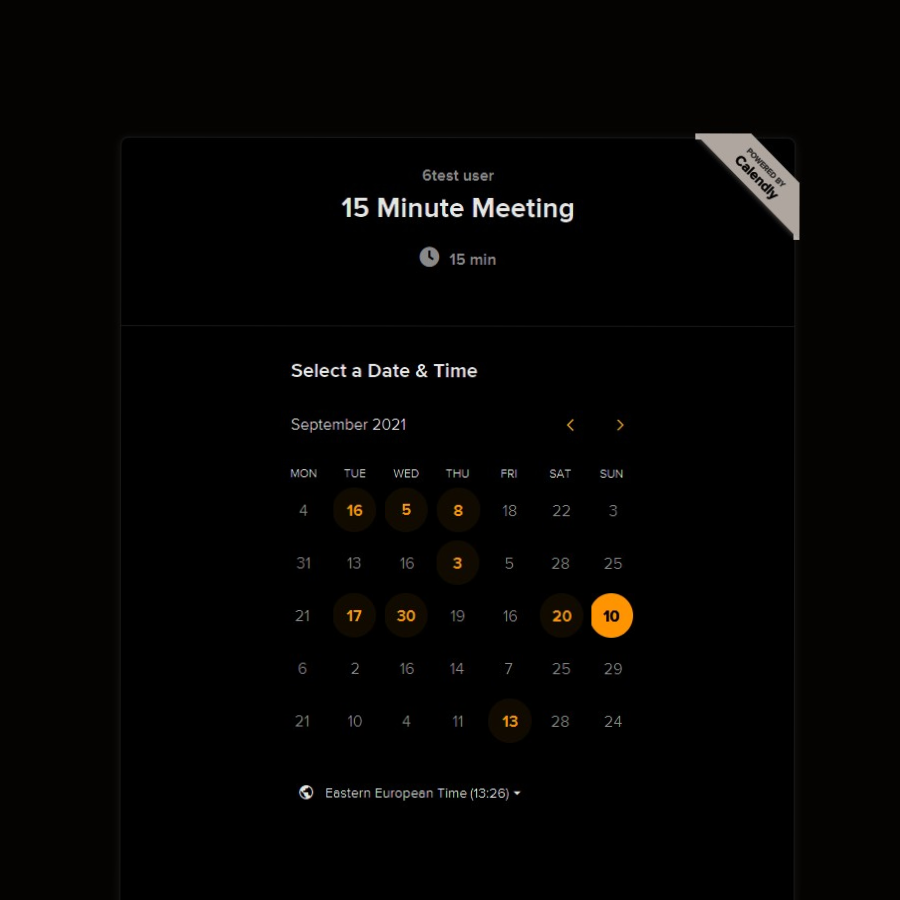 POWERED BY
Calendly
6test user
15 Minute Meeting
15 min
Select a Date & Time
September 2021
MON TUE WED THU FRI SAT SUN
4 16 5 8 18 22 3
31 13 16 3 5 28 25
21 17 30 19 16 20 10
6 2 16 14 7 25 29
21 10 4 11 13 28 24
Eastern European Time (13:26)